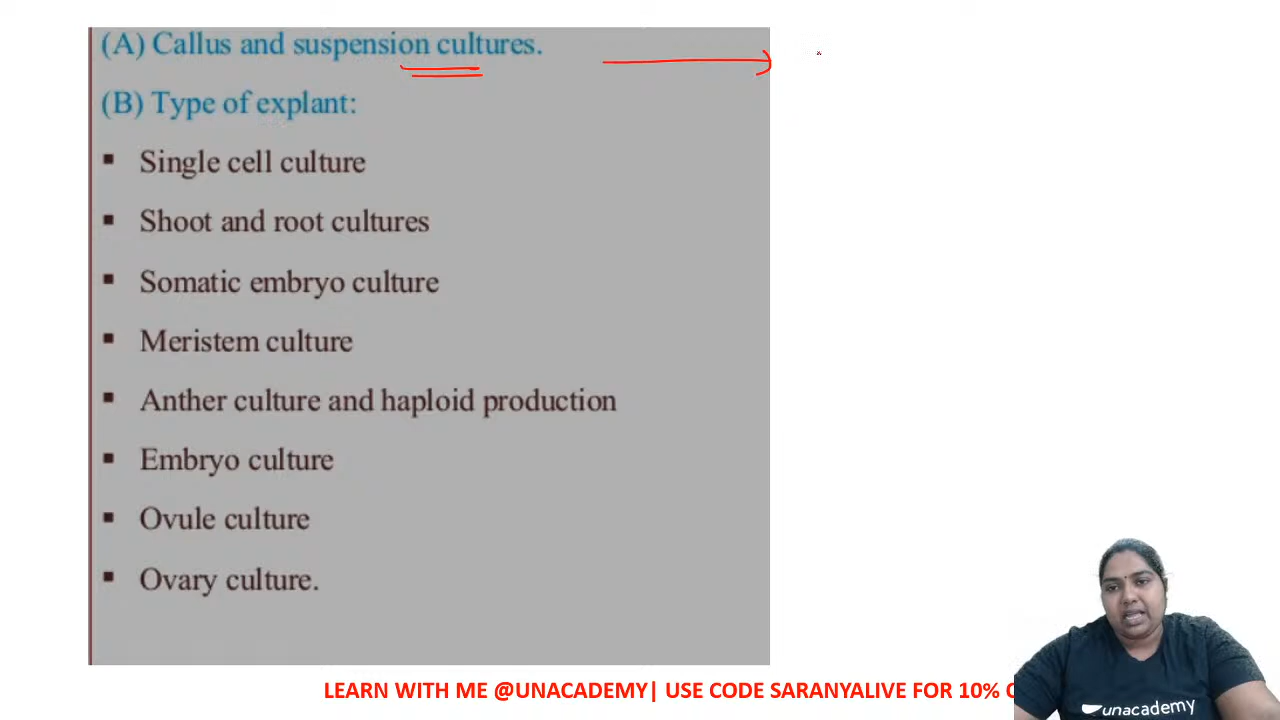 (A) Callus and suspension cultures.
(B) Type of explant:
▪ Single cell culture
▪ Shoot and root cultures
▪ Somatic embryo culture
▪ Meristem culture
▪ Anther culture and haploid production
▪ Embryo culture
▪ Ovule culture
▪ Ovary culture.
LEARN WITH ME @UNACADEMY| USE CODE SARANYALIVE FOR 10%
unacademy